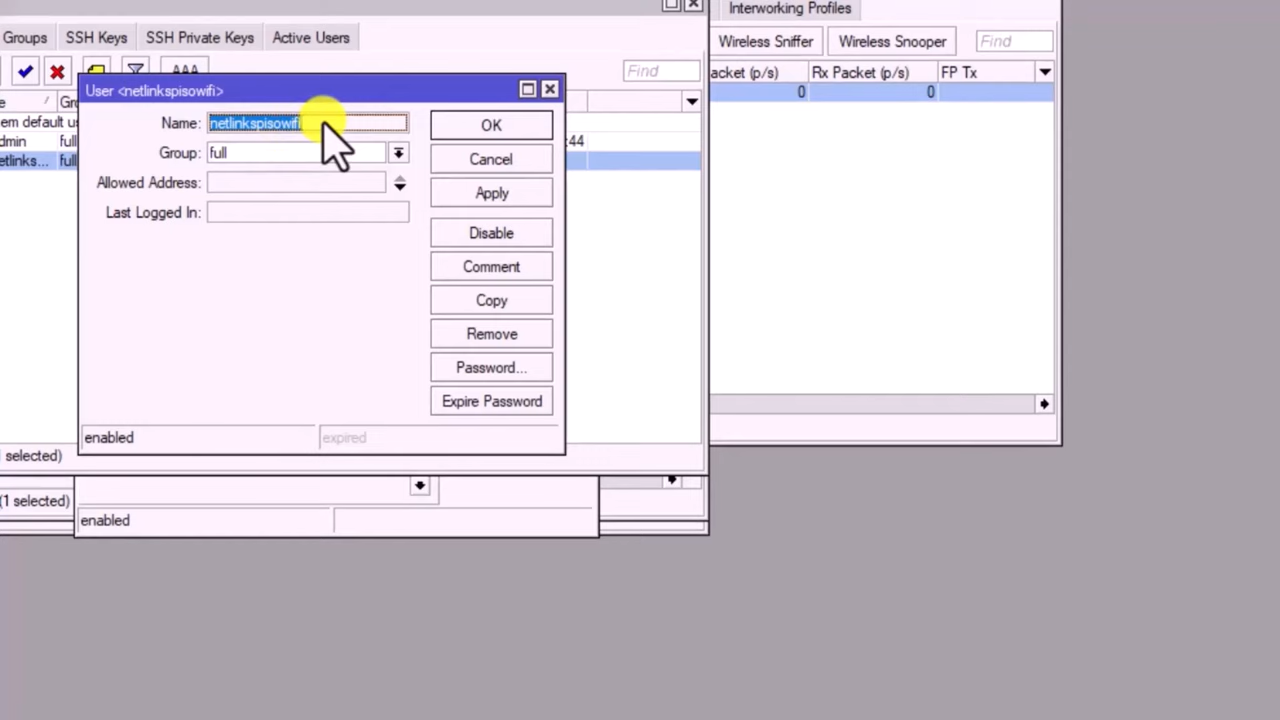 Interworking Profiles
Groups SSH Keys SSH Private Keys Active Users
Wireless Sniffer Wireless Snooper Find
AAA Find
acket (p/s) Rx Packet (p/s) FP Tx
0 0
User <netlinkspisowifi>
e / Gro
em default us
dmin full :44
etlinks... full
Name: netlinkspisowifi
Group: full
Allowed Address:
Last Logged In:
OK
Cancel
Apply
Disable
Comment
Copy
Remove
Password...
Expire Password
enabled expired
selected)
(1 selected)
enabled